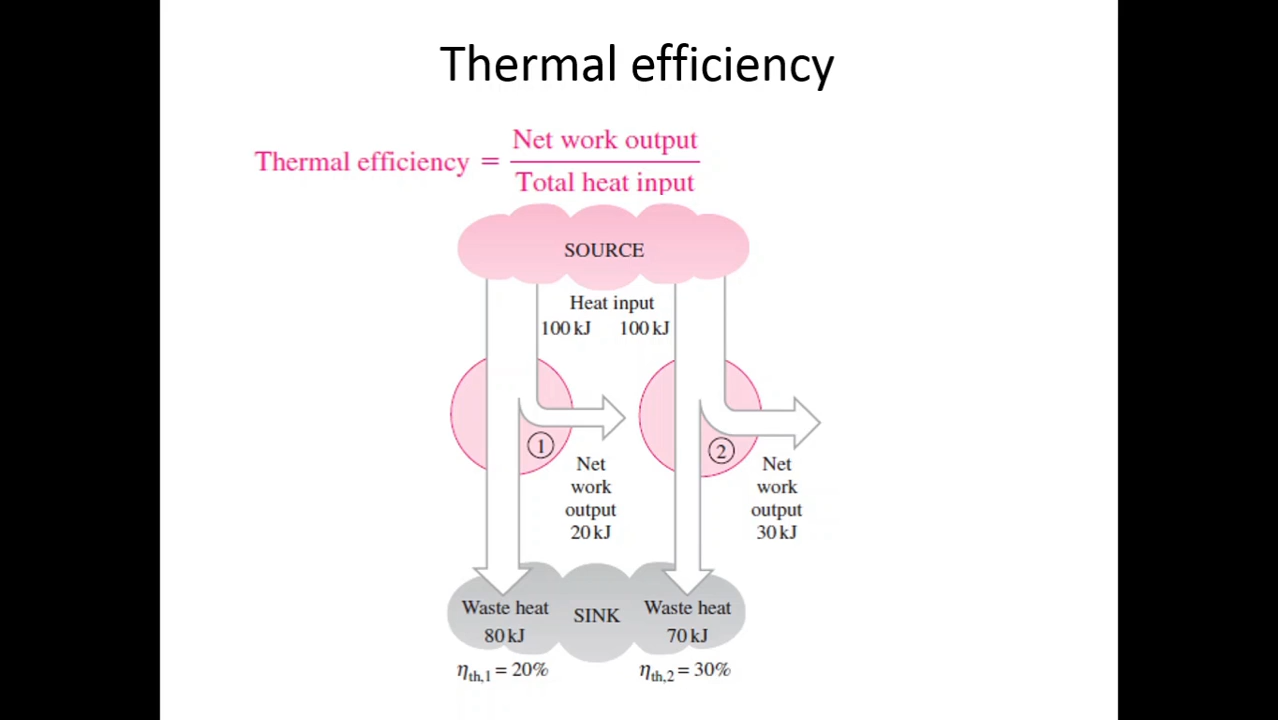 Thermal efficiency
Thermal efficiency = Net work output
Total heat input
SOURCE
Heat input
100 kJ 100 kJ
1
Net
work
output
20 kJ
2
Net
work
output
30 kJ
Waste heat
80 kJ
SINK
Waste heat
70 kJ
ηth,1 = 20%
ηth,2 = 30%